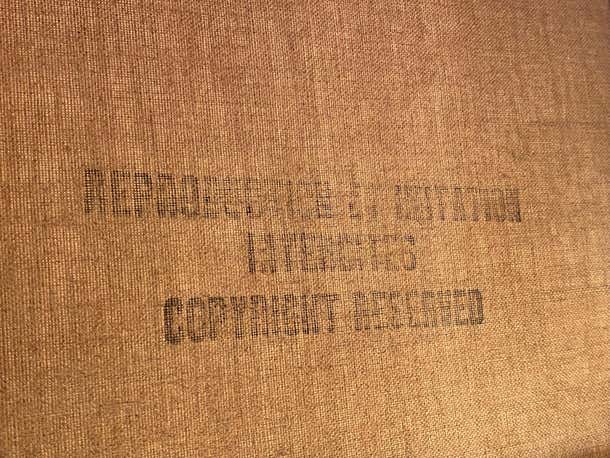 REPRODUCTION ET IMITATION
INTERDITES
COPYRIGHT RESERVED